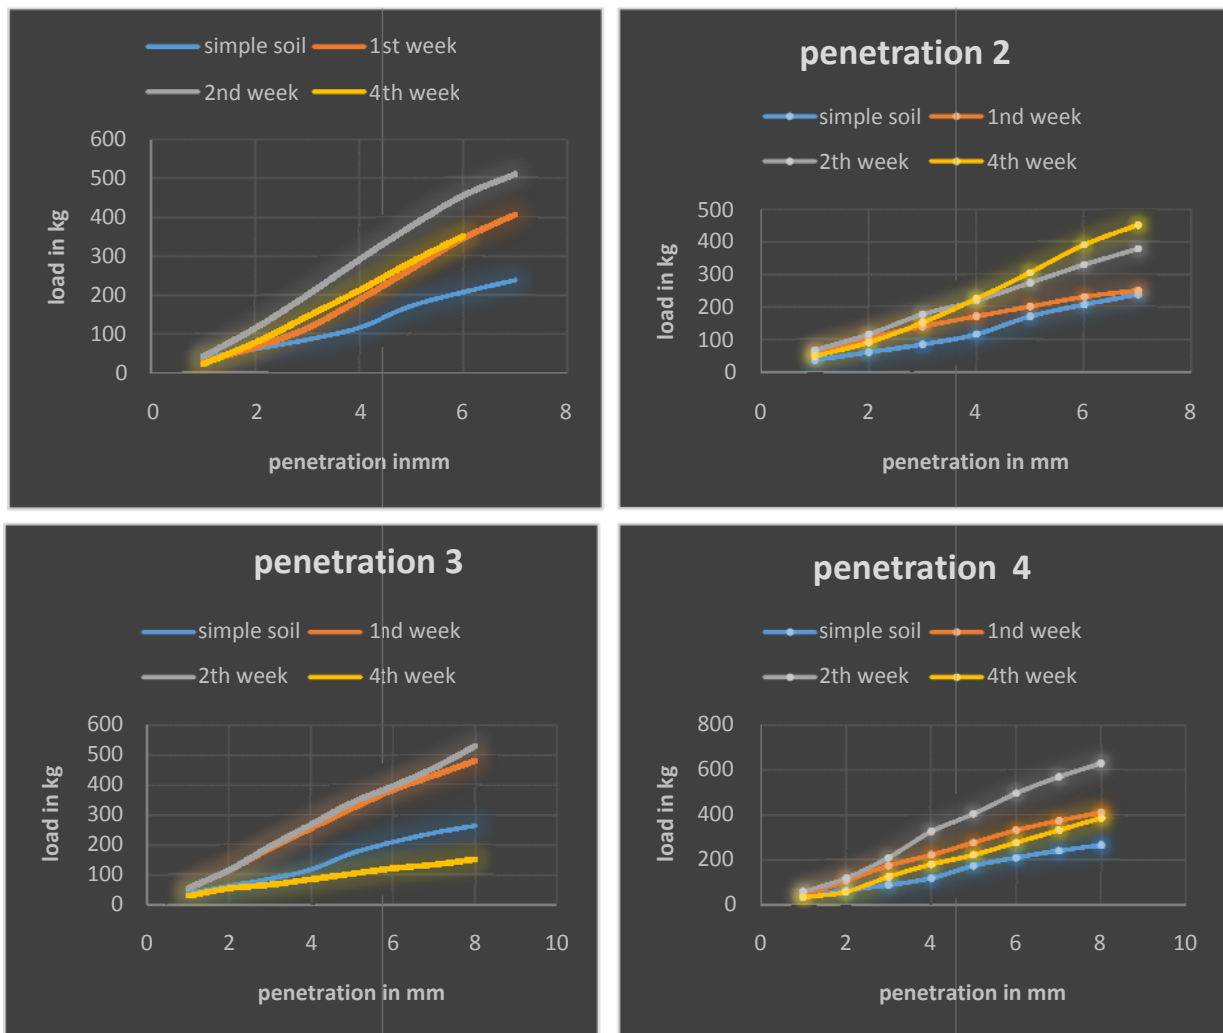 simple soil 1st week
2nd week 4th week
600
500
400
300
200
100
0
0 2 4 6 8
load in kg
penetration inmm
penetration 2
simple soil 1nd week
2th week 4th week
500
400
300
200
100
0
0 2 4 6 8
load in kg
penetration in mm
penetration 3
simple soil 1nd week
2th week 4th week
600
500
400
300
200
100
0
0 2 4 6 8 10
load in kg
penetration in mm
penetration 4
simple soil 1nd week
2th week 4th week
800
600
400
200
0
0 2 4 6 8 10
load in kg
penetration in mm